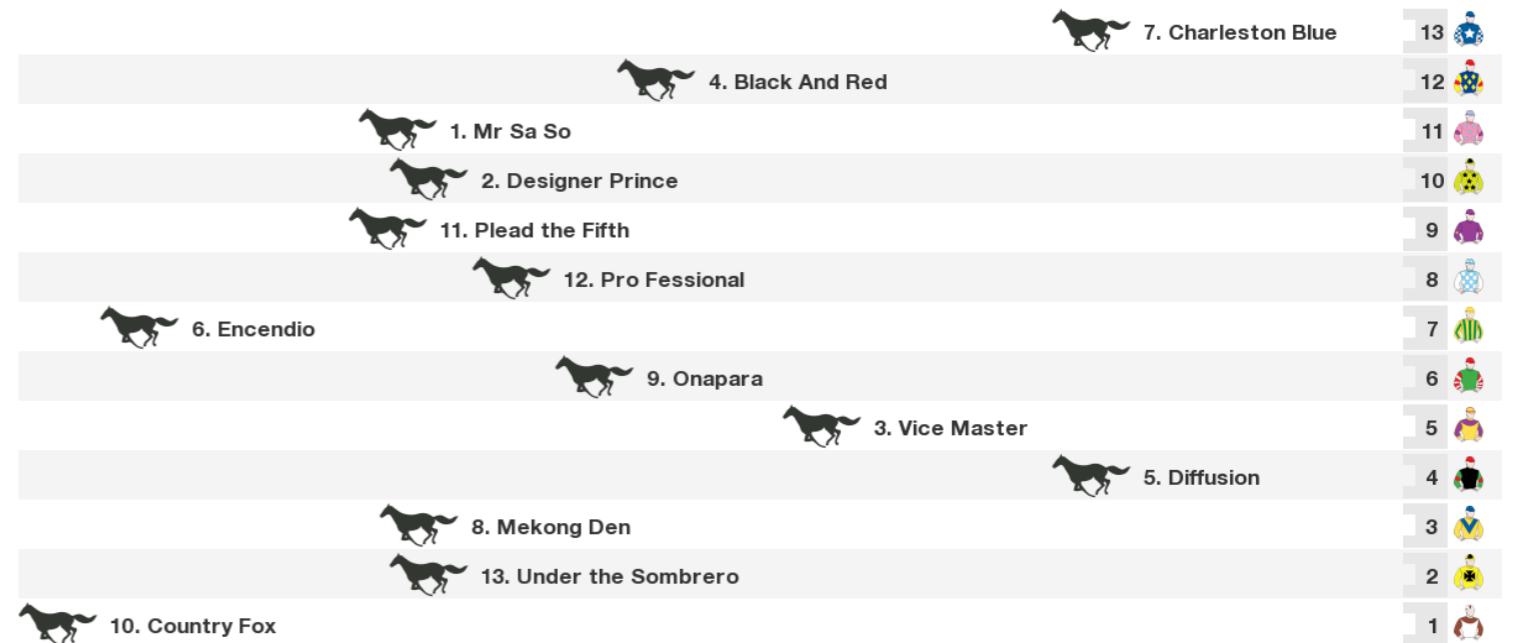 7. Charleston Blue 13
4. Black And Red 12
1. Mr Sa So 11
2. Designer Prince 10
11. Plead the Fifth 9
12. Pro Fessional 8
6. Encendio 7
9. Onapara 6
3. Vice Master 5
5. Diffusion 4
8. Mekong Den 3
13. Under the Sombrero 2
10. Country Fox 1